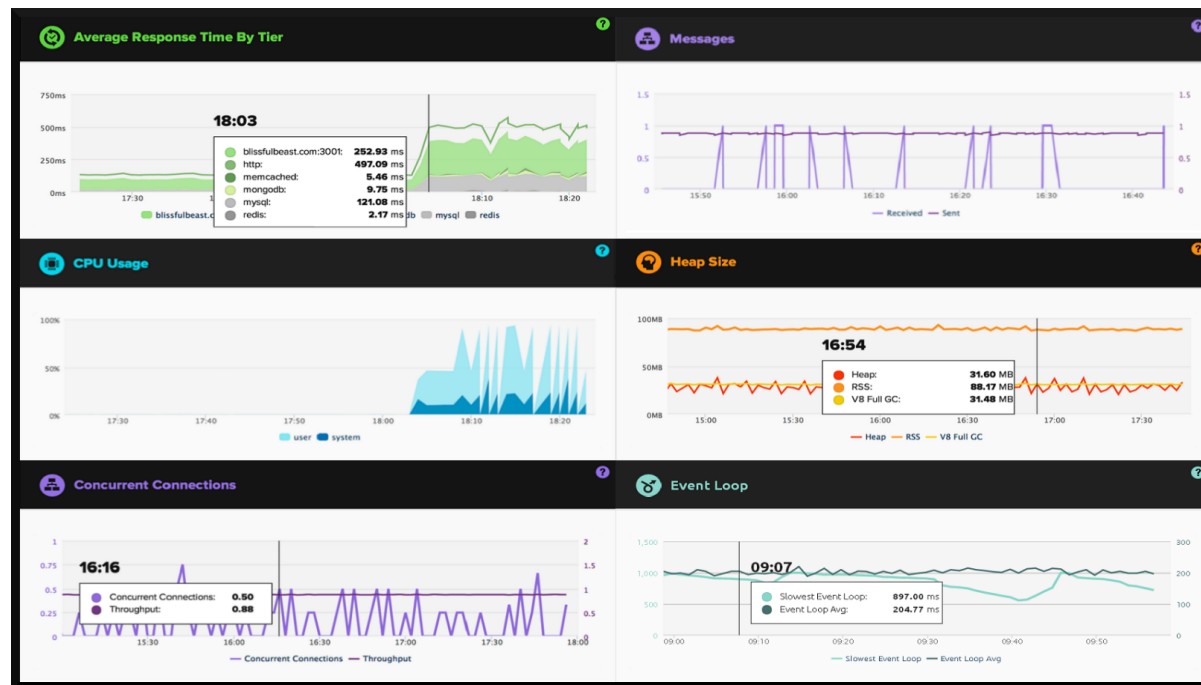 Average Response Time By Tier
?
750ms
500ms
250ms
0ms
18:03
blissfulbeast.com:3001: 252.93 ms
http: 497.09 ms
memcached: 5.46 ms
mongodb: 9.75 ms
mysql: 121.08 ms
redis: 2.17 ms
17:30 18:10 18:20
blissfulbeast.c db mysql redis
Messages
?
1.5 1.5
1 1
0.5 0.5
0 0
15:50 16:00 16:10 16:20 16:30 16:40
Received Sent
CPU Usage
?
100%
50%
0%
17:30 17:40 17:50 18:00 18:10 18:20
user system
Heap Size
?
100MB
50MB
0MB
16:54
Heap: 31.60 MB
RSS: 88.17 MB
V8 Full GC: 31.48 MB
15:00 15:30 16:00 16:30 17:00 17:30
Heap RSS V8 Full GC
Concurrent Connections
?
1 2
0.75 1.5
0.5 1
0.25 0.5
0 0
16:16
Concurrent Connections: 0.50
Throughput: 0.88
15:30 16:00 16:30 17:00 17:30 18:00
Concurrent Connections Throughput
Event Loop
?
1,500 300
1,000 200
500 100
0 0
09:07
Slowest Event Loop: 897.00 ms
Event Loop Avg: 204.77 ms
09:00 09:10 09:20 09:30 09:40 09:50
Slowest Event Loop Event Loop Avg